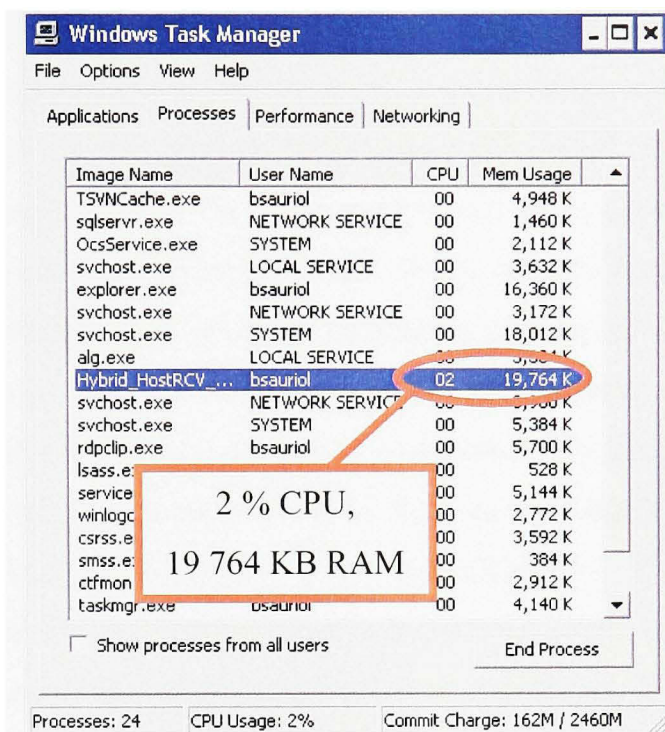 Windows Task Manager
File Options View Help
Applications Processes Performance Networking
Image Name User Name CPU Mem Usage
TSVNCache.exe bsauriol 00 4,948 K
sqlservr.exe NETWORK SERVICE 00 1,460 K
OcsService.exe SYSTEM 00 2,112 K
svchost.exe LOCAL SERVICE 00 3,632 K
explorer.exe bsauriol 00 16,360 K
svchost.exe NETWORK SERVICE 00 3,172 K
svchost.exe SYSTEM 00 18,012 K
alg.exe LOCAL SERVICE
Hybrid_HostRCV_... bsauriol 02 19,764 K
svchost.exe NETWORK SERVICE
svchost.exe SYSTEM 00 5,384 K
rdpclip.exe bsauriol 00 5,700 K
00 528 K
00 5,144 K
00 2,772 K
00 3,592 K
00 384 K
ctfmon 00 2,912 K
taskmgr.exe bsauriol 00 4,140 K
2 % CPU,
19 764 KB RAM
Show processes from all users
End Process
Processes: 24 CPU Usage: 2% Commit Charge: 162M / 2460M